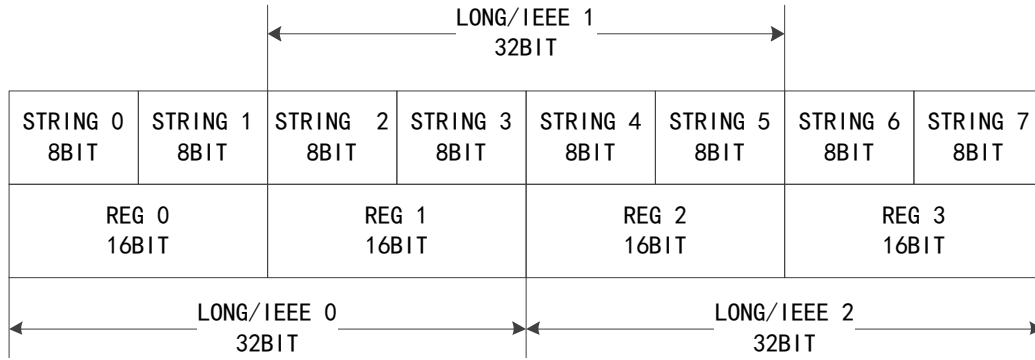 LONG/IEEE 1
32BIT
STRING 0 STRING 1 STRING 2 STRING 3 STRING 4 STRING 5 STRING 6 STRING 7
8BIT 8BIT 8BIT 8BIT 8BIT 8BIT 8BIT 8BIT
REG 0 REG 1 REG 2 REG 3
16BIT 16BIT 16BIT 16BIT
LONG/IEEE 0 LONG/IEEE 2
32BIT 32BIT